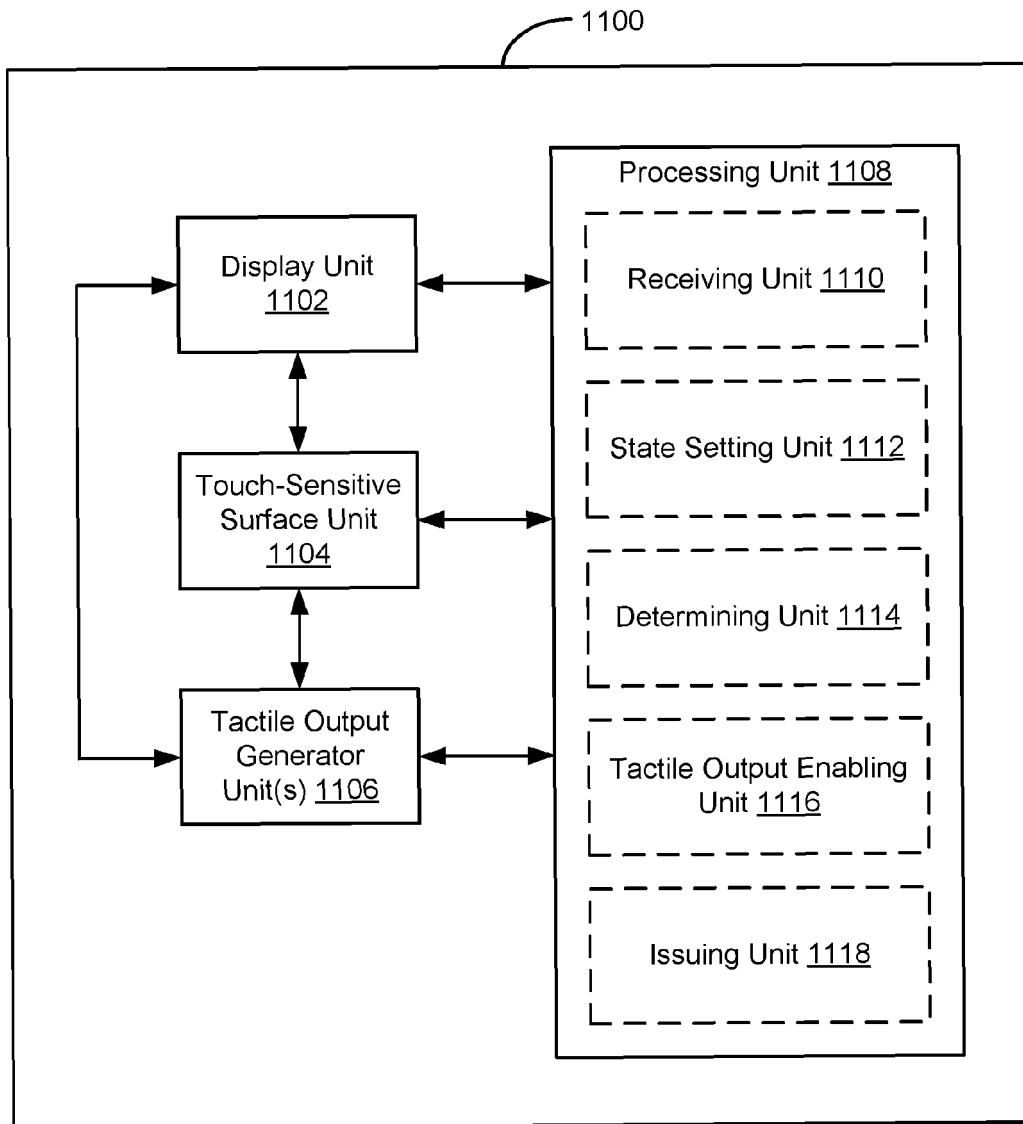 1100
Processing Unit 1108
Receiving Unit 1110
State Setting Unit 1112
Determining Unit 1114
Tactile Output Enabling
Unit 1116
Issuing Unit 1118
Display Unit
1102
Touch-Sensitive
Surface Unit
1104
Tactile Output
Generator
Unit(s) 1106